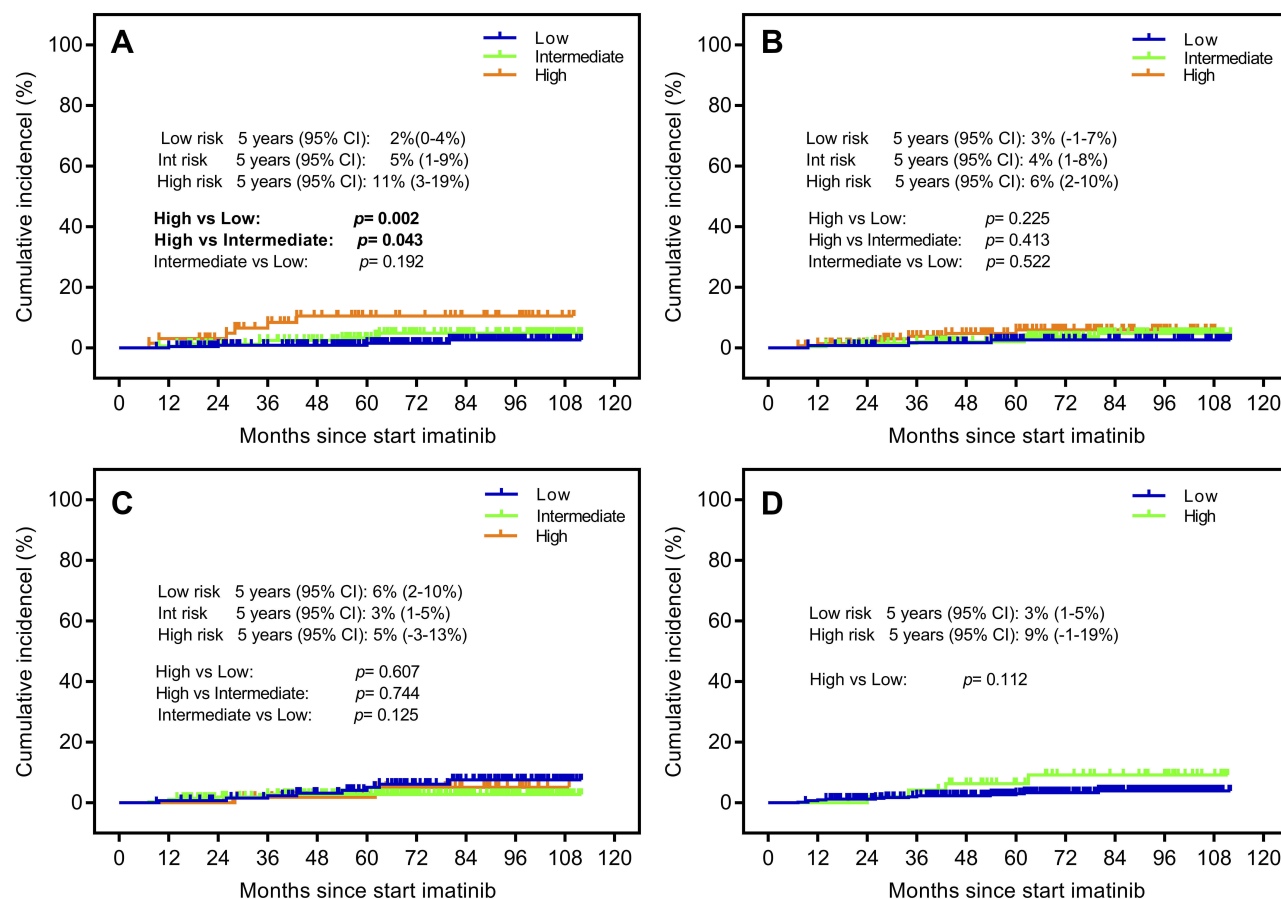 A
Low
Intermediate
High
Cumulative incidencel (%)
100
80
60
40
20
0
Low risk 5 years (95% CI): 2%(0-4%)
Int risk 5 years (95% CI): 5% (1-9%)
High risk 5 years (95% CI): 11% (3-19%)
High vs Low: p= 0.002
High vs Intermediate: p= 0.043
Intermediate vs Low: p= 0.192
0 12 24 36 48 60 72 84 96 108 120
Months since start imatinib
B
Low
Intermediate
High
Cumulative incidencel (%)
100
80
60
40
20
0
Low risk 5 years (95% CI): 3% (-1-7%)
Int risk 5 years (95% CI): 4% (1-8%)
High risk 5 years (95% CI): 6% (2-10%)
High vs Low: p= 0.225
High vs Intermediate: p= 0.413
Intermediate vs Low: p= 0.522
0 12 24 36 48 60 72 84 96 108 120
Months since start imatinib
C
Low
Intermediate
High
Cumulative incidencel (%)
100
80
60
40
20
0
Low risk 5 years (95% CI): 6% (2-10%)
Int risk 5 years (95% CI): 3% (1-5%)
High risk 5 years (95% CI): 5% (-3-13%)
High vs Low: p= 0.607
High vs Intermediate: p= 0.744
Intermediate vs Low: p= 0.125
0 12 24 36 48 60 72 84 96 108 120
Months since start imatinib
D
Low
High
Cumulative incidencel (%)
100
80
60
40
20
0
Low risk 5 years (95% CI): 3% (1-5%)
High risk 5 years (95% CI): 9% (-1-19%)
High vs Low: p= 0.112
0 12 24 36 48 60 72 84 96 108 120
Months since start imatinib